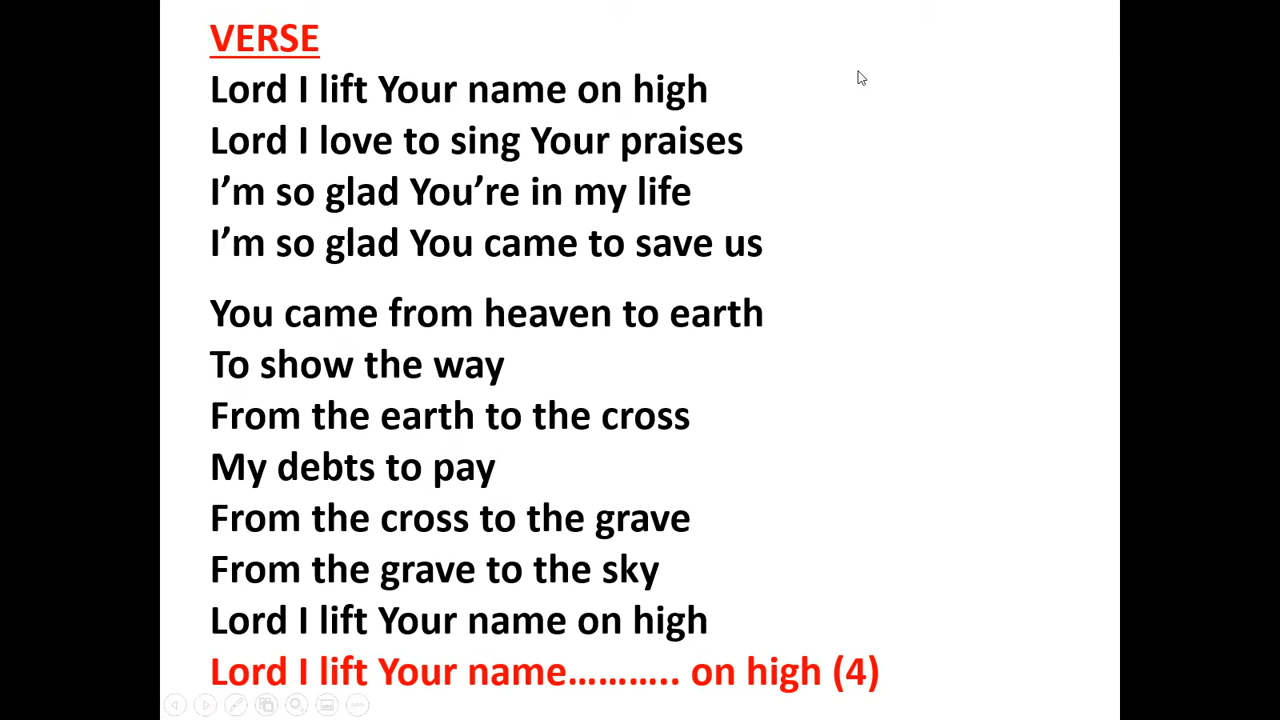 VERSE
Lord I lift Your name on high
Lord I love to sing Your praises
I’m so glad You’re in my life
I’m so glad You came to save us
You came from heaven to earth
To show the way
From the earth to the cross
My debts to pay
From the cross to the grave
From the grave to the sky
Lord I lift Your name on high
Lord I lift Your name……….. on high (4)